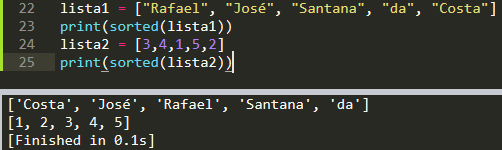 22 lista1 = ["Rafael", "José", "Santana", "da", "Costa"]
23 print(sorted(lista1))
24 lista2 = [3,4,1,5,2]
25 print(sorted(lista2))
['Costa', 'José', 'Rafael', 'Santana', 'da']
[1, 2, 3, 4, 5]
[Finished in 0.1s]